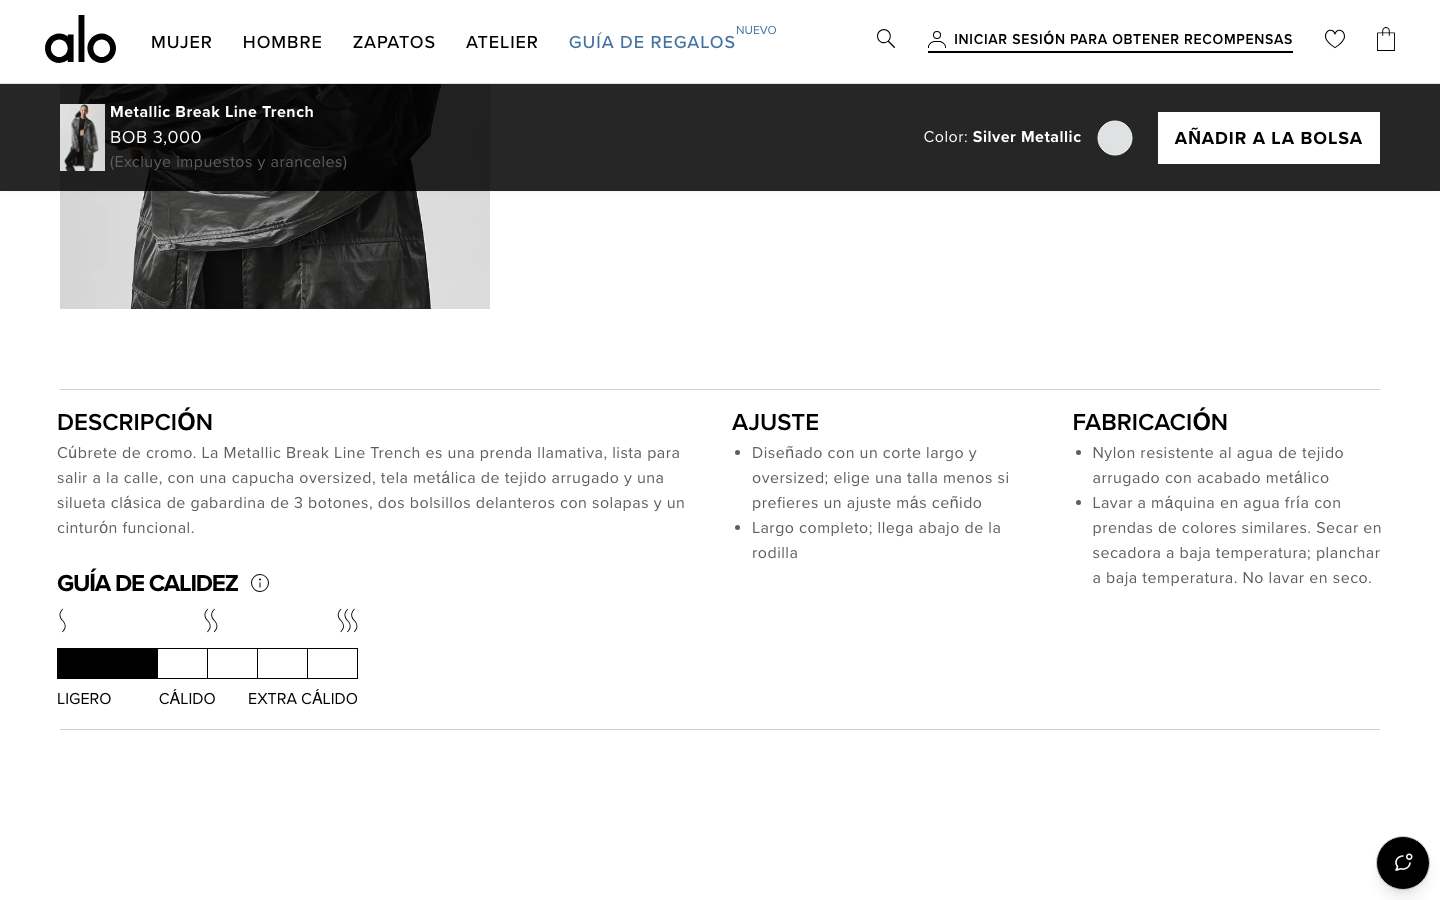 alo
MUJER
HOMBRE
ZAPATOS
ATELIER
GUÍA DE REGALOS
NUEVO
INICIAR SESIÓN PARA OBTENER RECOMPENSAS
Metallic Break Line Trench
BOB 3,000
(Excluye impuestos y aranceles)
Color: Silver Metallic
AÑADIR A LA BOLSA
DESCRIPCIÓN
Cúbrete de cromo. La Metallic Break Line Trench es una prenda llamativa, lista para
salir a la calle, con una capucha oversized, tela metálica de tejido arrugado y una
silueta clásica de gabardina de 3 botones, dos bolsillos delanteros con solapas y un
cinturón funcional.
GUÍA DE CALIDEZ
LIGERO
CÁLIDO
EXTRA CÁLIDO
AJUSTE
• Diseñado con un corte largo y
oversized; elige una talla menos si
prefieres un ajuste más ceñido
• Largo completo; llega abajo de la
rodilla
FABRICACIÓN
• Nylon resistente al agua de tejido
arrugado con acabado metálico
• Lavar a máquina en agua fría con
prendas de colores similares. Secar en
secadora a baja temperatura; planchar
a baja temperatura. No lavar en seco.